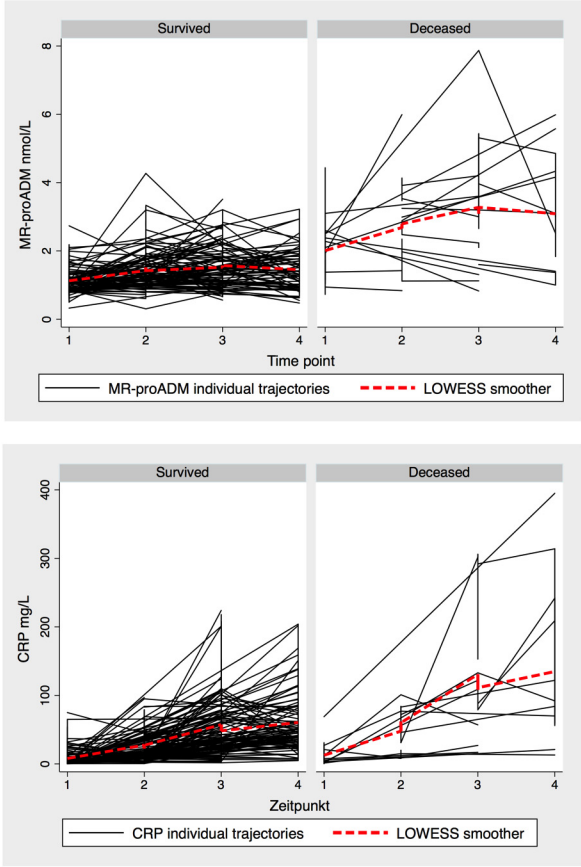 Survived Deceased
MR-proADM nmol/L
8
6
4
2
0
1 2 3 4 1 2 3 4
Time point
MR-proADM individual trajectories LOWESS smoother
Survived Deceased
CRP mg/L
400
300
200
100
0
1 2 3 4 1 2 3 4
Zeitpunkt
CRP individual trajectories LOWESS smoother